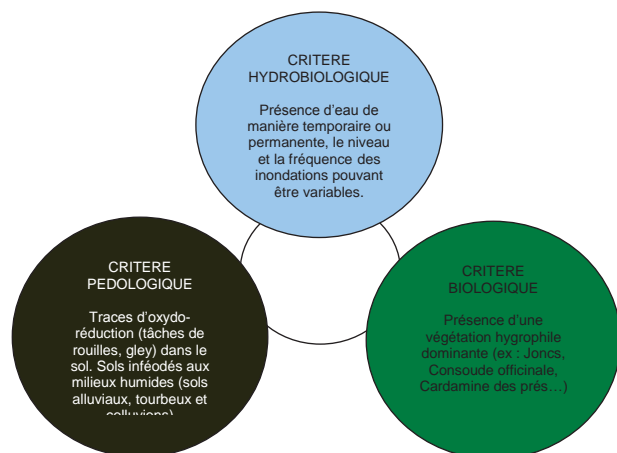 CRITERE
HYDROBIOLOGIQUE
Présence d'eau de
manière temporaire ou
permanente, le niveau
et la fréquence des
inondations pouvant
être variables.
CRITERE
PEDOLOGIQUE
Traces d'oxydo-
réduction (tâches de
rouilles, gley) dans le
sol. Sols inféodés aux
milieux humides (sols
alluviaux, tourbeux et
colluvions)
CRITERE
BIOLOGIQUE
Présence d'une
végétation hygrophile
dominante (ex : Joncs,
Consoude officinale,
Cardamine des prés…)